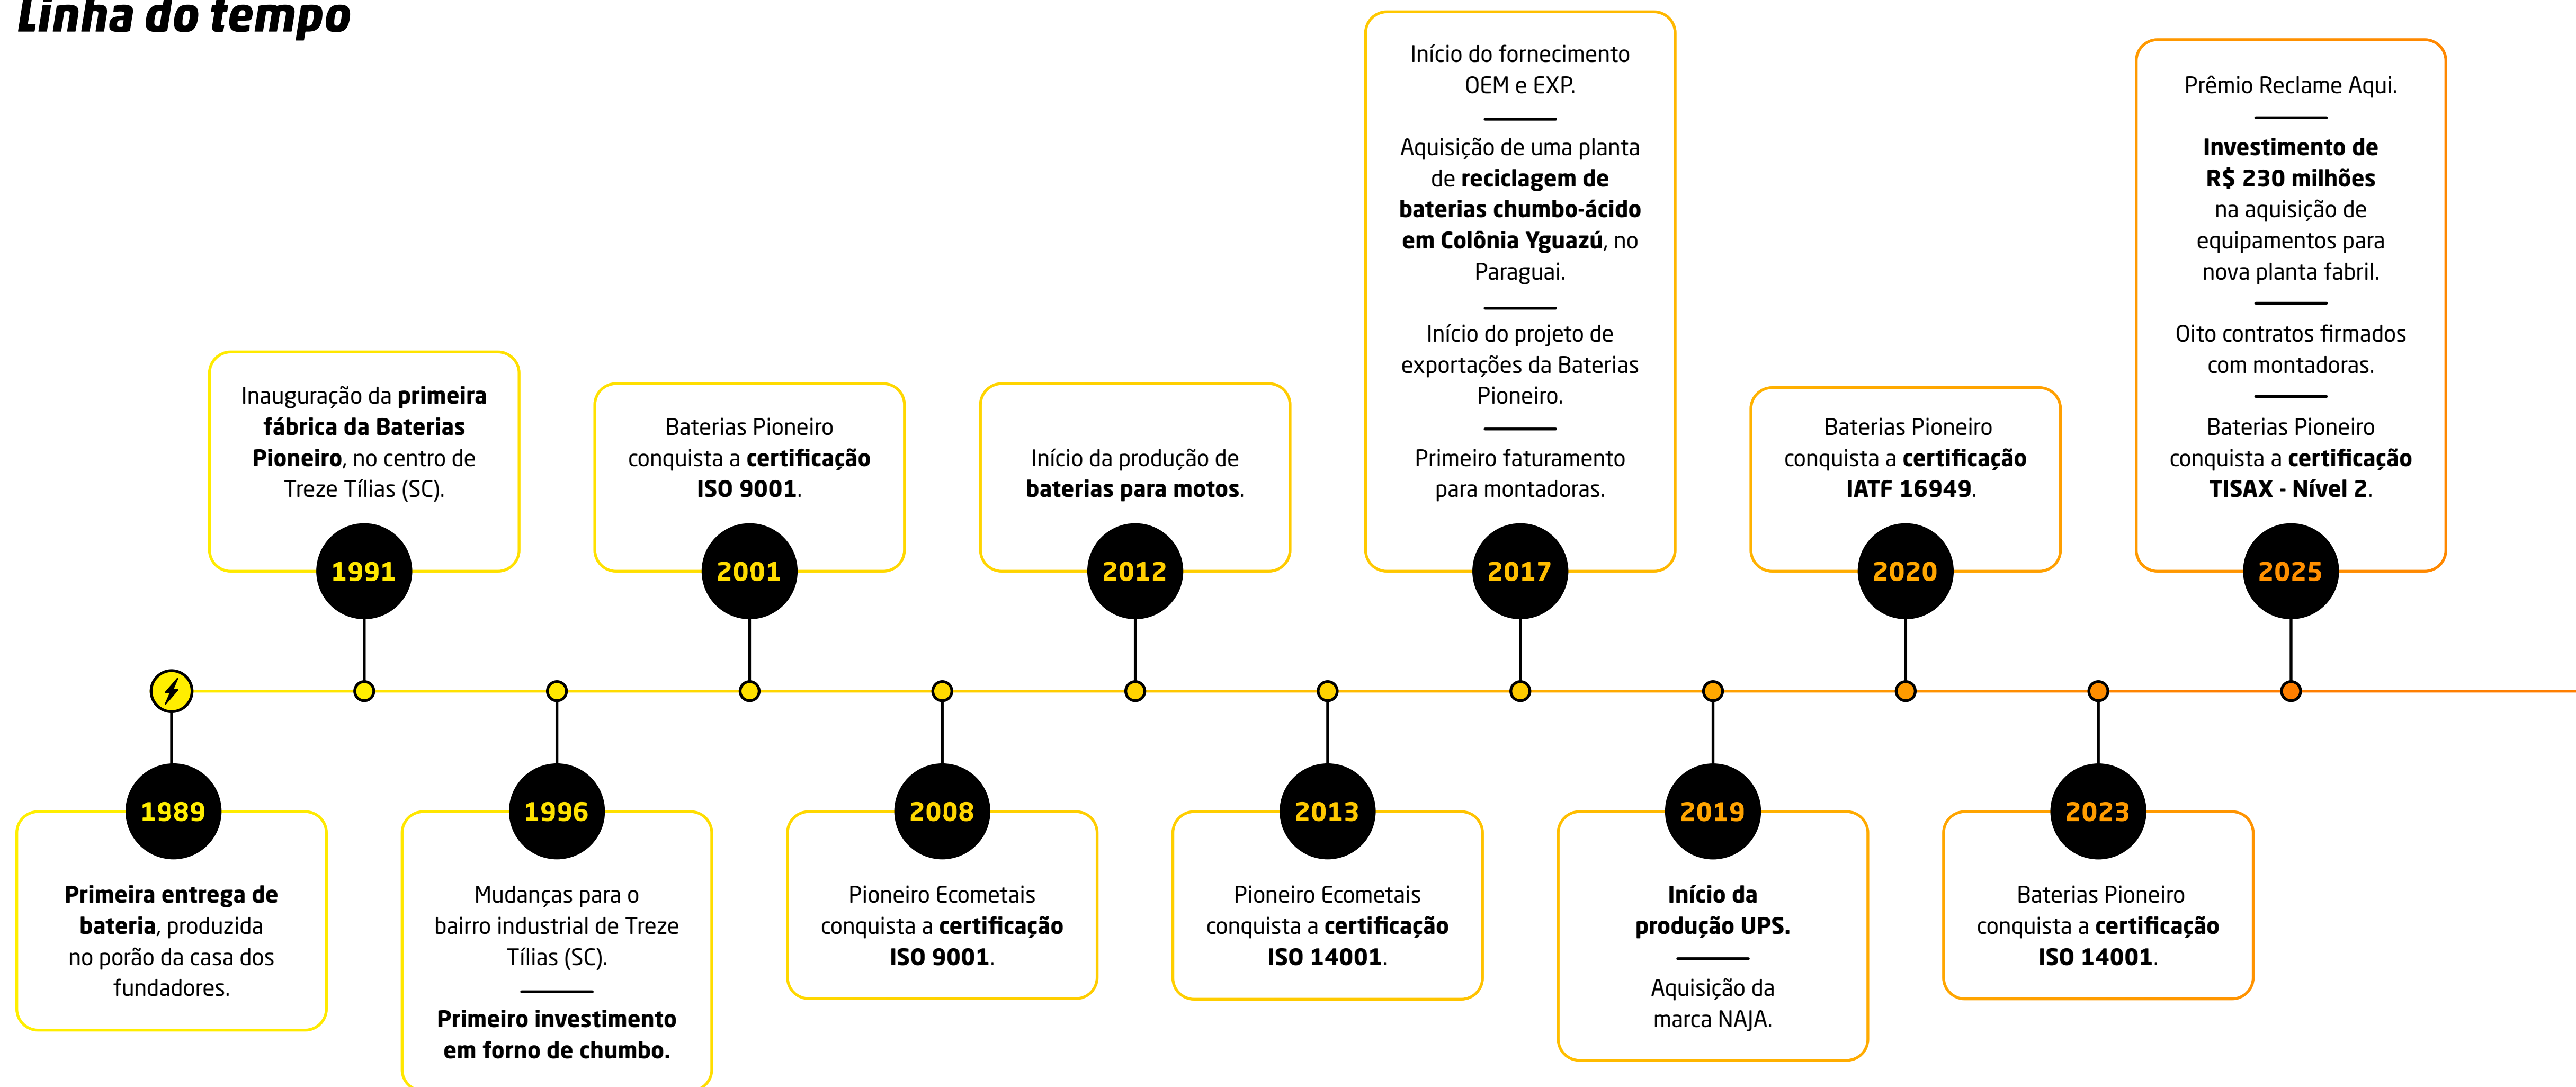 Linha do tempo
1989
Primeira entrega de
bateria, produzida
no porão da casa dos
fundadores.
Inauguração da primeira
fábrica da Baterias
Pioneiro, no centro de
Treze Tílias (SC).
1991
1996
Mudanças para o
bairro industrial de Treze
Tílias (SC).
Primeiro investimento
em forno de chumbo.
Baterias Pioneiro
conquista a certificação
ISO 9001.
2001
2008
Pioneiro Ecometais
conquista a certificação
ISO 9001.
Início da produção de
baterias para motos.
2012
2013
Pioneiro Ecometais
conquista a certificação
ISO 14001.
Início do fornecimento
OEM e EXP.
Aquisição de uma planta
de reciclagem de
baterias chumbo-ácido
em Colônia Yguazú, no
Paraguai.
Início do projeto de
exportações da Baterias
Pioneiro.
Primeiro faturamento
para montadoras.
2017
2019
Início da
produção UPS.
Aquisição da
marca NAJA.
Baterias Pioneiro
conquista a certificação
IATF 16949.
2020
2023
Baterias Pioneiro
conquista a certificação
ISO 14001.
Prêmio Reclame Aqui.
Investimento de
R$ 230 milhões
na aquisição de
equipamentos para
nova planta fabril.
Oito contratos firmados
com montadoras.
Baterias Pioneiro
conquista a certificação
TISAX - Nível 2.
2025